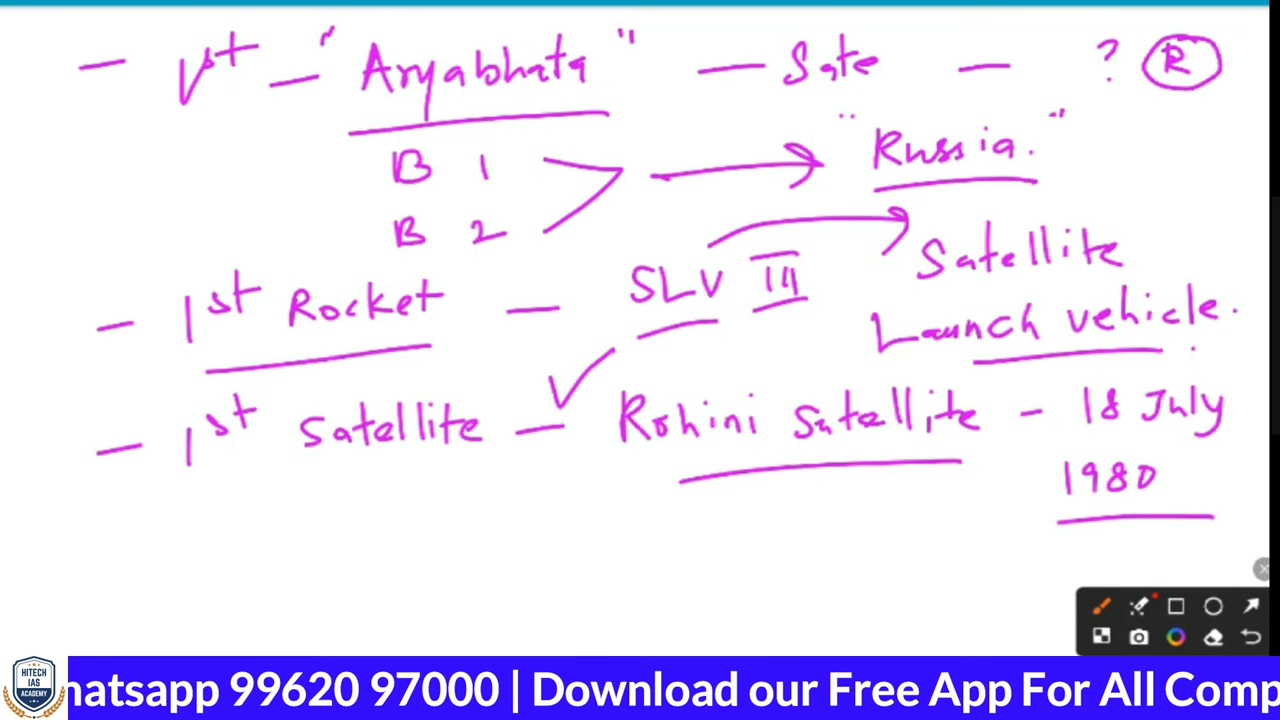 - 1st - "Aryabhata" - Sate - ? R
B 1
B 2
"Russia."
- 1st Rocket - SLV III
Satellite
Launch vehicle.
- 1st Satellite - Rohini Satellite - 18 July
1980
HITECH
IAS
ACADEMY
hatsapp 99620 97000 | Download our Free App For All Comp